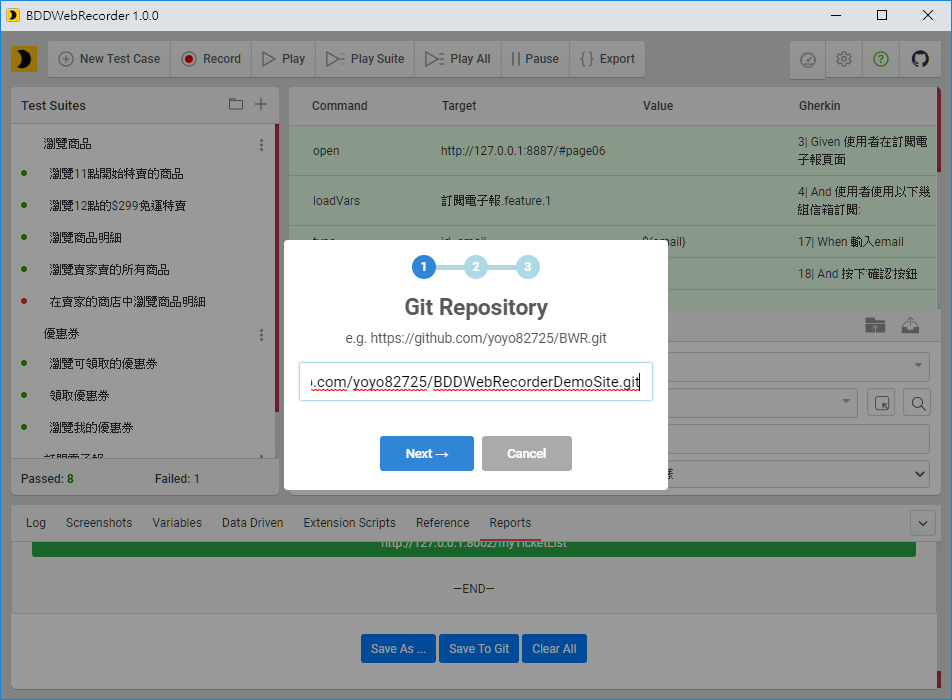 BDDWebRecorder 1.0.0
New Test Case Record Play Play Suite Play All Pause Export
Test Suites
瀏覽商品
瀏覽11點開始特賣的商品
瀏覽12點的$299免運特賣
瀏覽商品明細
瀏覽賣家賣的所有商品
在賣家的商店中瀏覽商品明細
優惠券
瀏覽可領取的優惠券
領取優惠券
瀏覽我的優惠券
訂閱電子報
Passed: 8 Failed: 1
Command Target Value Gherkin
open http://127.0.0.1:8887/#page06 3| Given 使用者在訂閱電
子報頁面
loadVars 訂閱電子報.feature.1 4| And 使用者使用以下幾
組信箱訂閱:
type id=email ${email} 17| When 輸入email
18| And 按下'確認'按鈕
1 2 3
Git Repository
e.g. https://github.com/yoyo82725/BWR.git
.com/yoyo82725/BDDWebRecorderDemoSite.git
Next → Cancel
Log Screenshots Variables Data Driven Extension Scripts Reference Reports
http://127.0.0.1:8002/myTicketList
—END—
Save As ... Save To Git Clear All